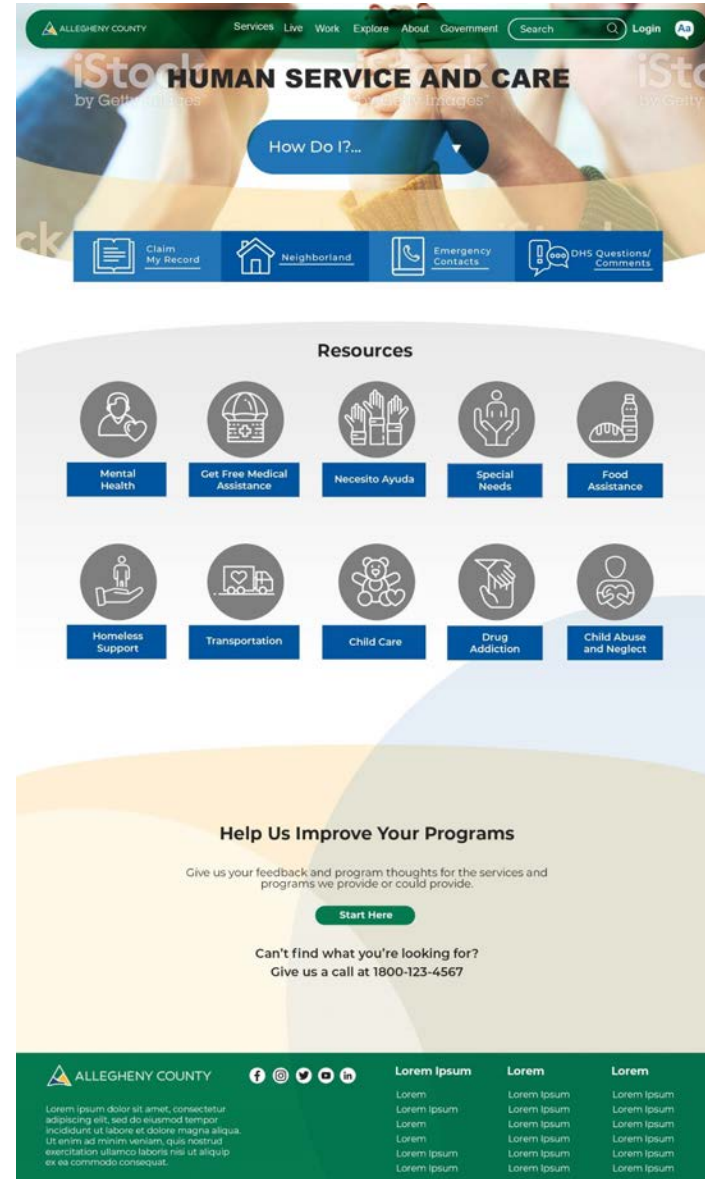 ALLEGHENY COUNTY
Services Live Work Explore About Government
Search
Login
Aa
iStock
by Getty Images
HUMAN SERVICE AND CARE
How Do I?...
Claim
My Record
Neighborland
Emergency
Contacts
DHS Questions/
Comments
Resources
Mental
Health
Get Free Medical
Assistance
Necesito Ayuda
Special
Needs
Food
Assistance
Homeless
Support
Transportation
Child Care
Drug
Addiction
Child Abuse
and Neglect
Help Us Improve Your Programs
Give us your feedback and program thoughts for the services and
programs we provide or could provide.
Start Here
Can't find what you're looking for?
Give us a call at 1800-123-4567
ALLEGHENY COUNTY
Lorem ipsum dolor sit amet, consectetur
adipiscing elit, sed do eiusmod tempor
incididunt ut labore et dolore magna aliqua.
Ut enim ad minim veniam, quis nostrud
exercitation ullamco laboris nisi ut aliquip
ex ea commodo consequat.
Lorem Ipsum
Lorem
Lorem Ipsum
Lorem
Lorem
Lorem Ipsum
Lorem Ipsum
Lorem
Lorem Ipsum
Lorem Ipsum
Lorem Ipsum
Lorem Ipsum
Lorem Ipsum
Lorem Ipsum
Lorem
Lorem Ipsum
Lorem Ipsum
Lorem Ipsum
Lorem Ipsum
Lorem Ipsum
Lorem Ipsum